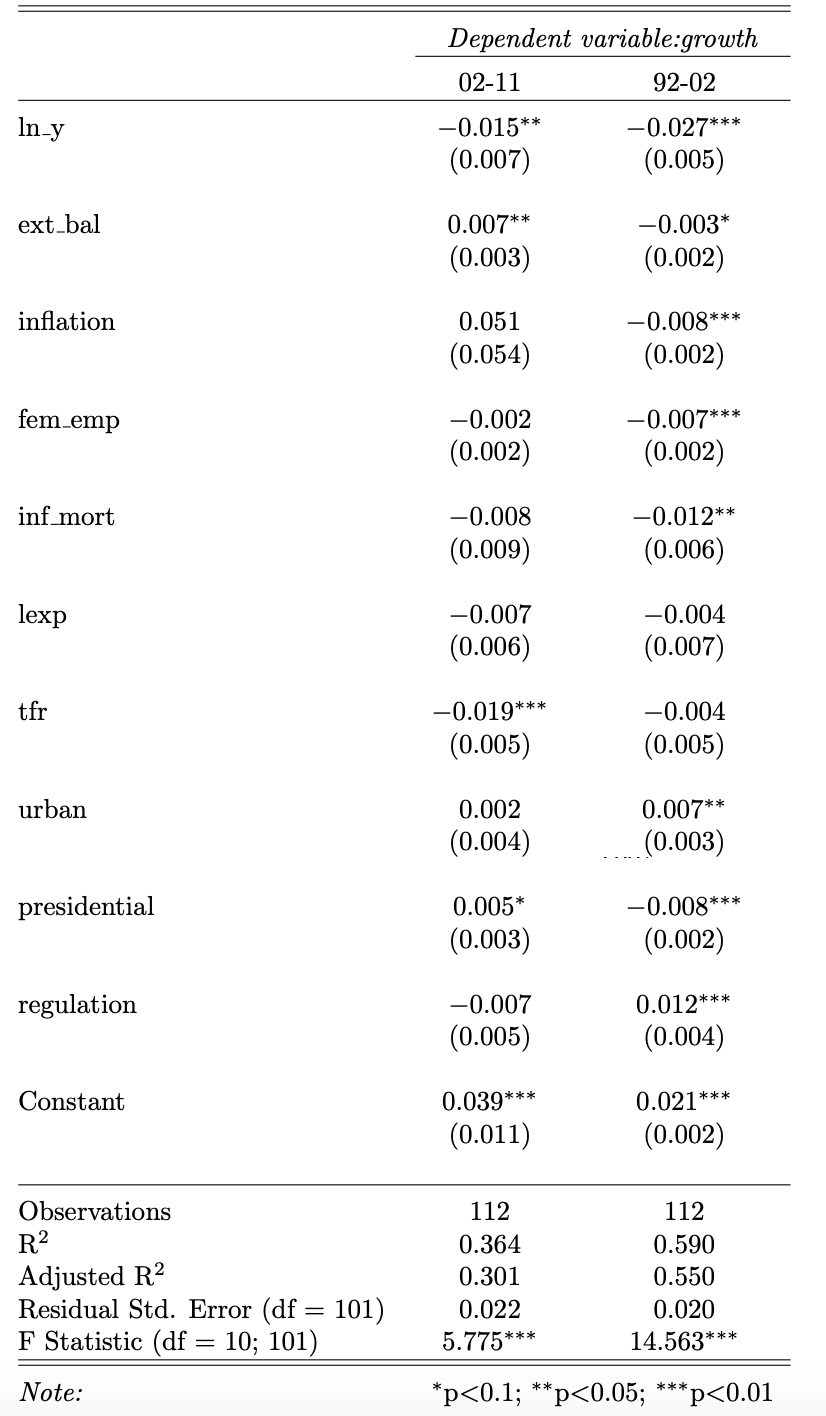 Dependent variable:growth
02-11 92-02
ln_y −0.015** −0.027***
(0.007) (0.005)
ext_bal 0.007** −0.003*
(0.003) (0.002)
inflation 0.051 −0.008***
(0.054) (0.002)
fem_emp −0.002 −0.007***
(0.002) (0.002)
inf_mort −0.008 −0.012**
(0.009) (0.006)
lexp −0.007 −0.004
(0.006) (0.007)
tfr −0.019*** −0.004
(0.005) (0.005)
urban 0.002 0.007**
(0.004) (0.003)
presidential 0.005* −0.008***
(0.003) (0.002)
regulation −0.007 0.012***
(0.005) (0.004)
Constant 0.039*** 0.021***
(0.011) (0.002)
Observations 112 112
R² 0.364 0.590
Adjusted R² 0.301 0.550
Residual Std. Error (df = 101) 0.022 0.020
F Statistic (df = 10; 101) 5.775*** 14.563***
Note: *p<0.1; **p<0.05; ***p<0.01